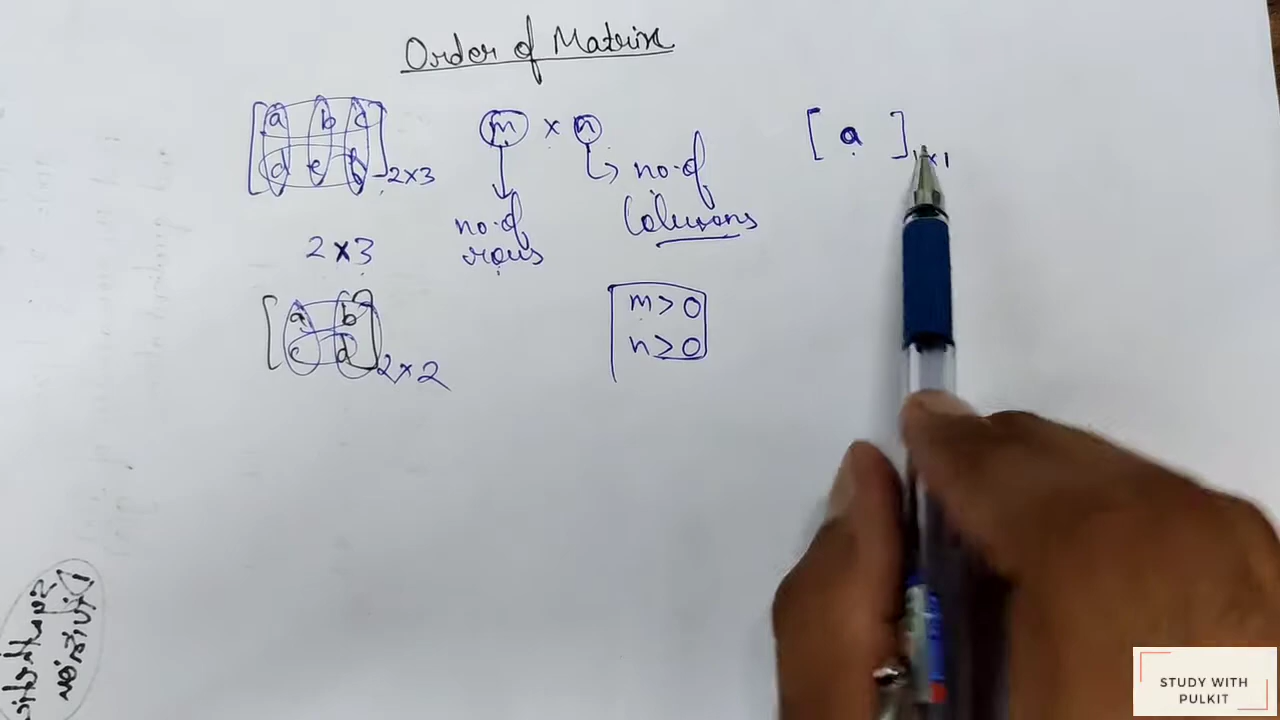 Order of Matrix
[a b c
d e b] 2×3
m × n
no. of rows
no. of Columns
2 × 3
[a b
c d] 2×2
m > 0
n > 0
[ a ] 1×1
STUDY WITH
PULKIT